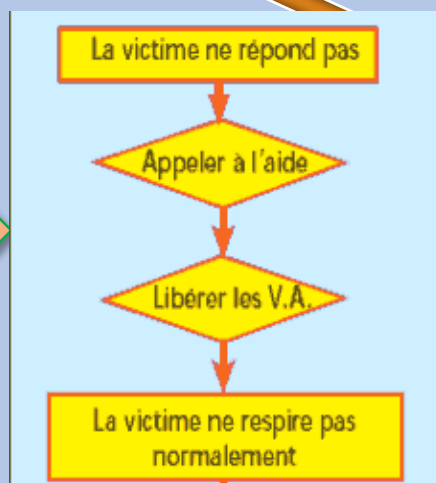 La victime ne répond pas
Appeler à l'aide
Libérer les V.A.
La victime ne respire pas
normalement